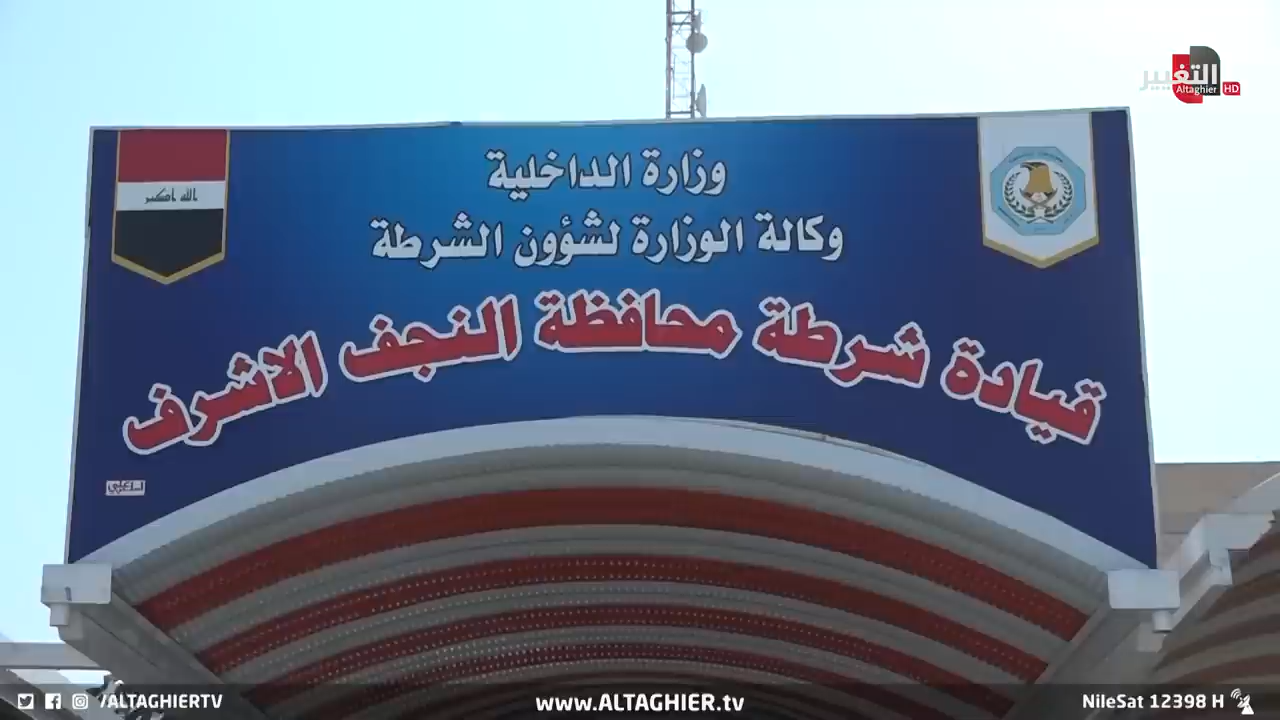 التغيير
Altaghier HD
وزارة الداخلية
وكالة الوزارة لشؤون الشرطة
الله اكبر
قيادة شرطة محافظة النجف الاشرف
/ALTAGHIERTV
www.ALTAGHIER.tv
NileSat 12398 H